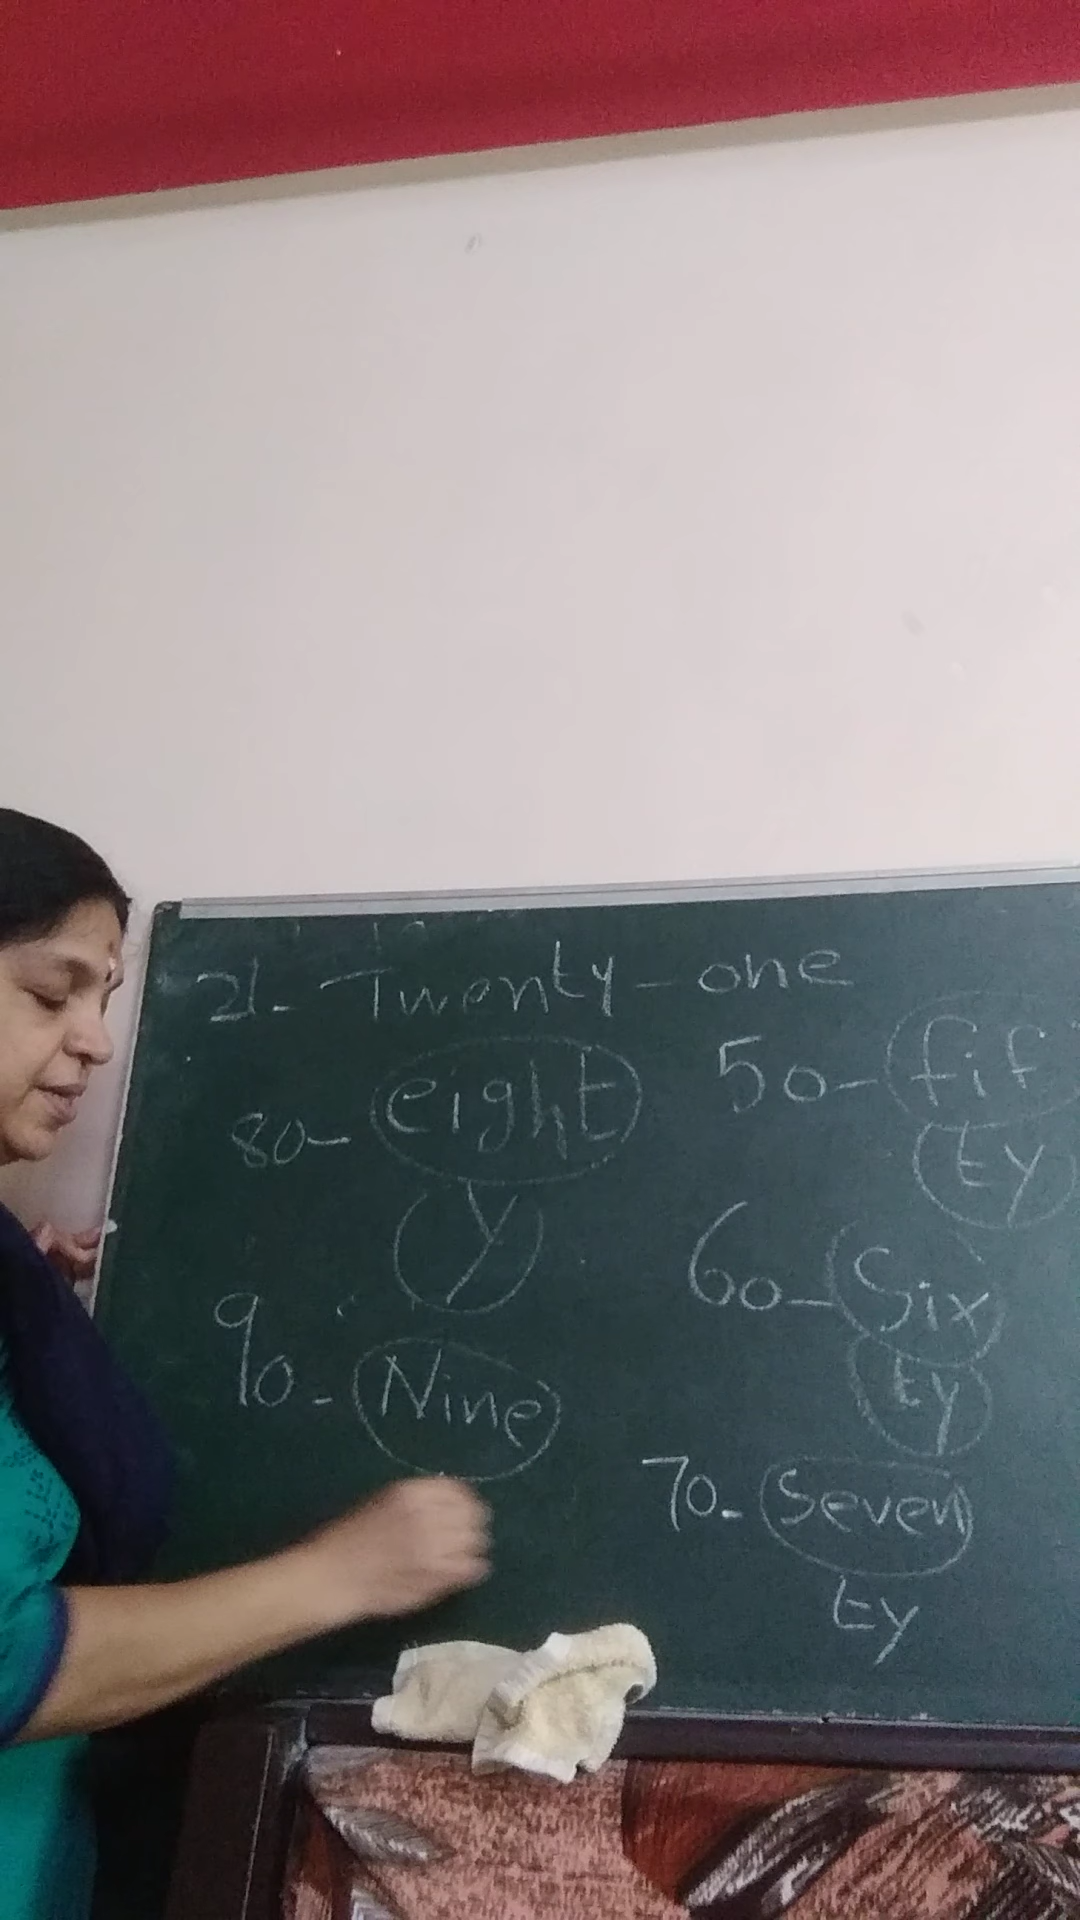 21- Twenty-one
80- eight
y
90- Nine
50- fif
ty
60- Six
ty
70- Seven
ty